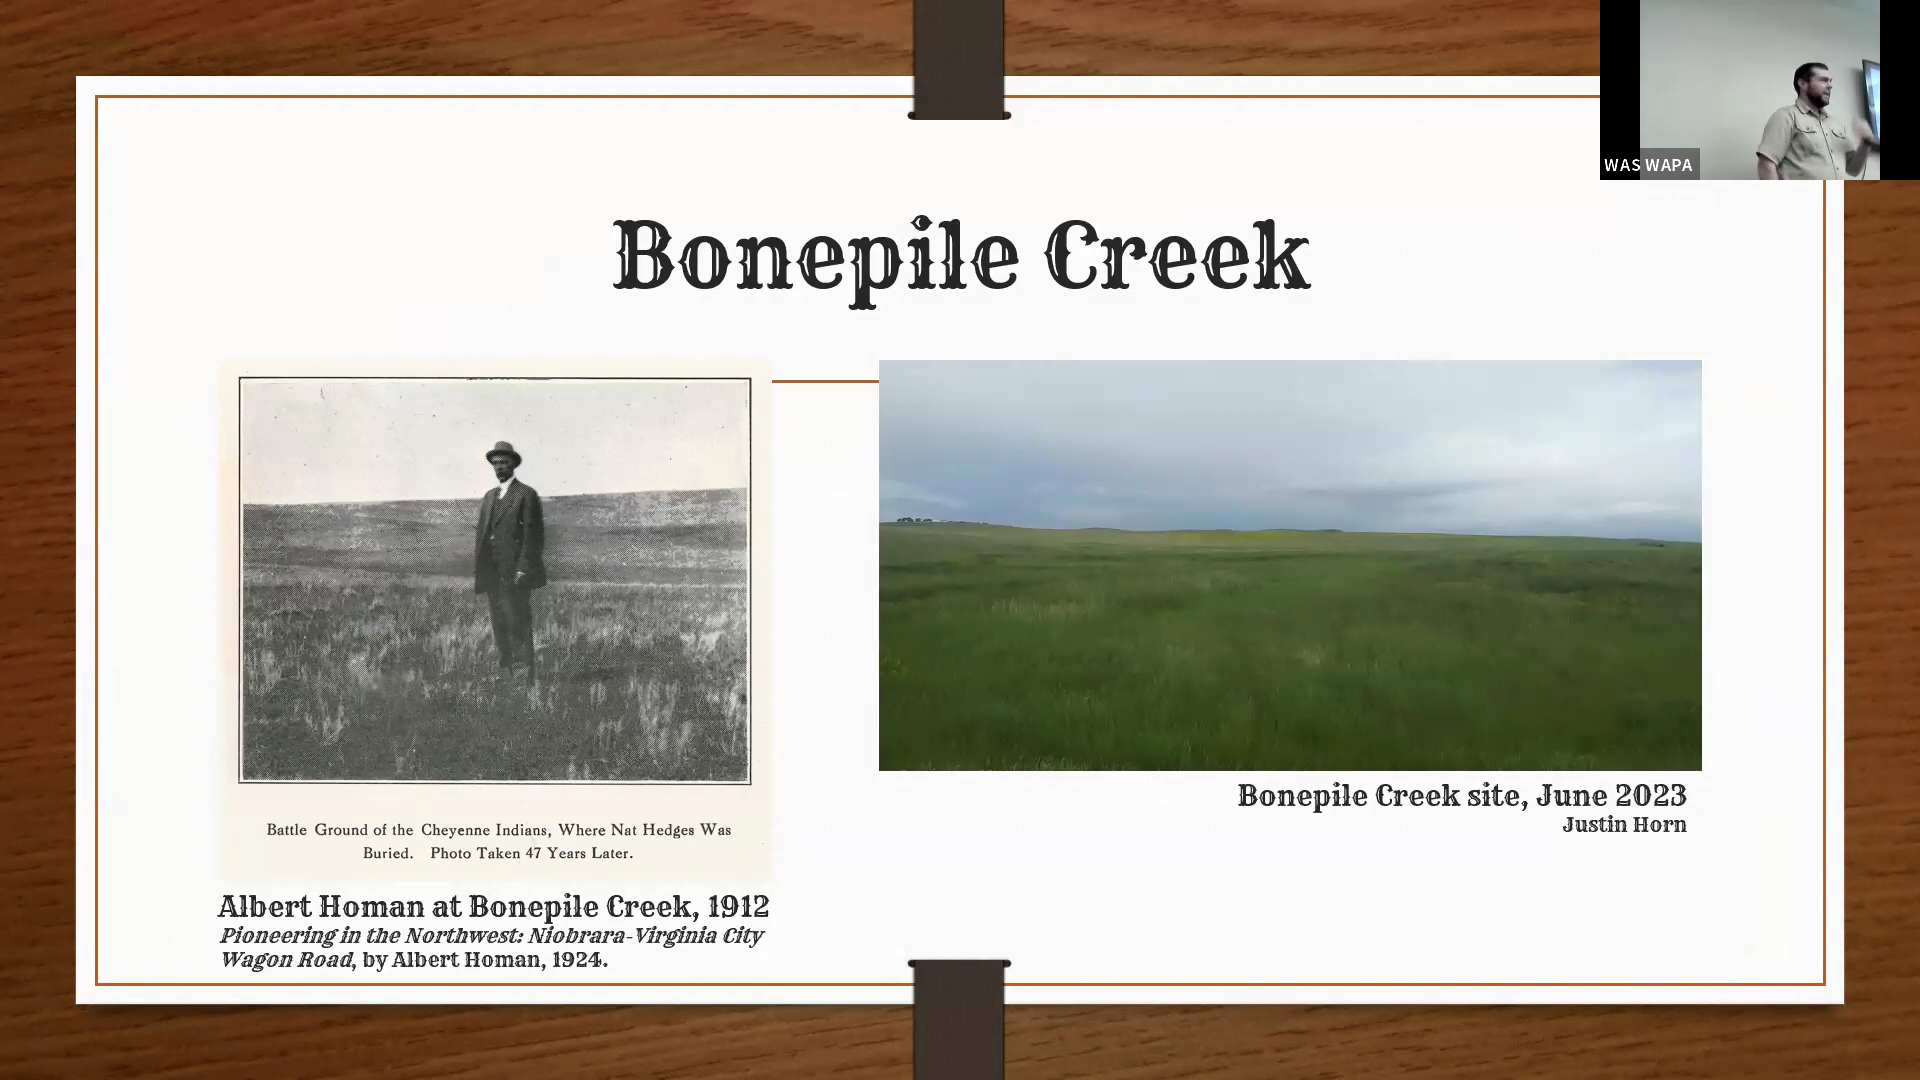 WAS WAPA
Bonepile Creek
Battle Ground of the Cheyenne Indians, Where Nat Hedges Was
Buried. Photo Taken 47 Years Later.
Albert Homan at Bonepile Creek, 1912
Pioneering in the Northwest: Niobrara-Virginia City
Wagon Road, by Albert Homan, 1924.
Bonepile Creek site, June 2023
Justin Horn